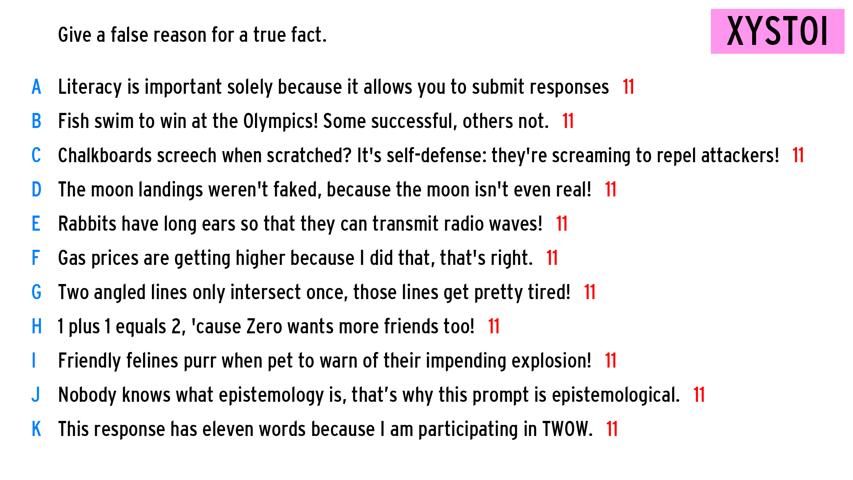 Give a false reason for a true fact.
XYSTOI
A Literacy is important solely because it allows you to submit responses 11
B Fish swim to win at the Olympics! Some successful, others not. 11
C Chalkboards screech when scratched? It's self-defense: they're screaming to repel attackers! 11
D The moon landings weren't faked, because the moon isn't even real! 11
E Rabbits have long ears so that they can transmit radio waves! 11
F Gas prices are getting higher because I did that, that's right. 11
G Two angled lines only intersect once, those lines get pretty tired! 11
H 1 plus 1 equals 2, 'cause Zero wants more friends too! 11
I Friendly felines purr when pet to warn of their impending explosion! 11
J Nobody knows what epistemology is, that’s why this prompt is epistemological. 11
K This response has eleven words because I am participating in TWOW. 11